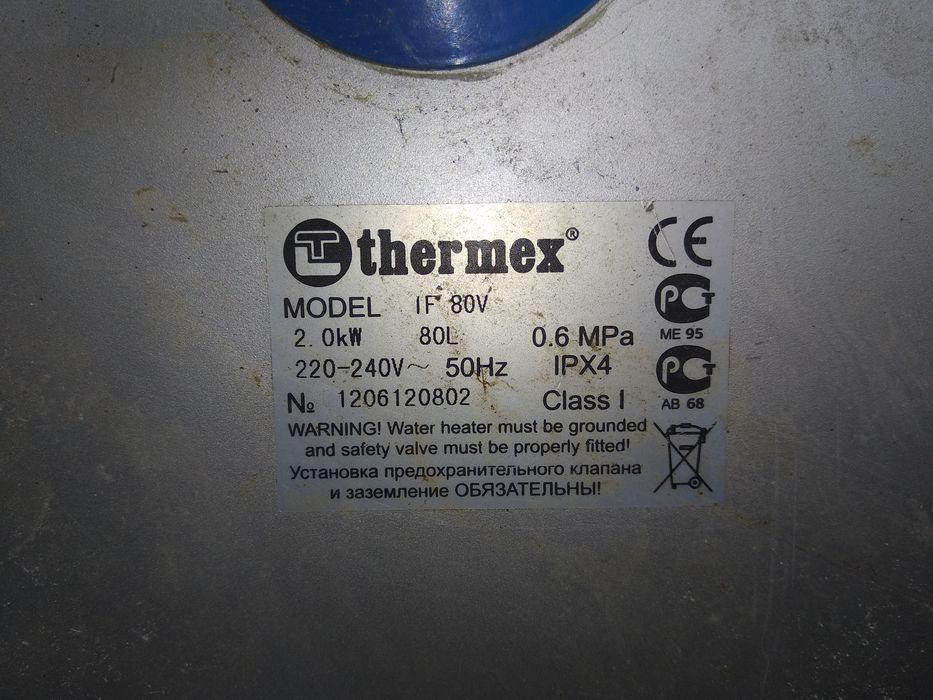 thermex®
CE
MODEL IF 80V
2.0kW 80L 0.6 MPa
ME 95
220-240V~ 50Hz IPX4
№ 1206120802 Class I
AB 68
WARNING! Water heater must be grounded
and safety valve must be properly fitted!
Установка предохранительного клапана
и заземление ОБЯЗАТЕЛЬНЫ!